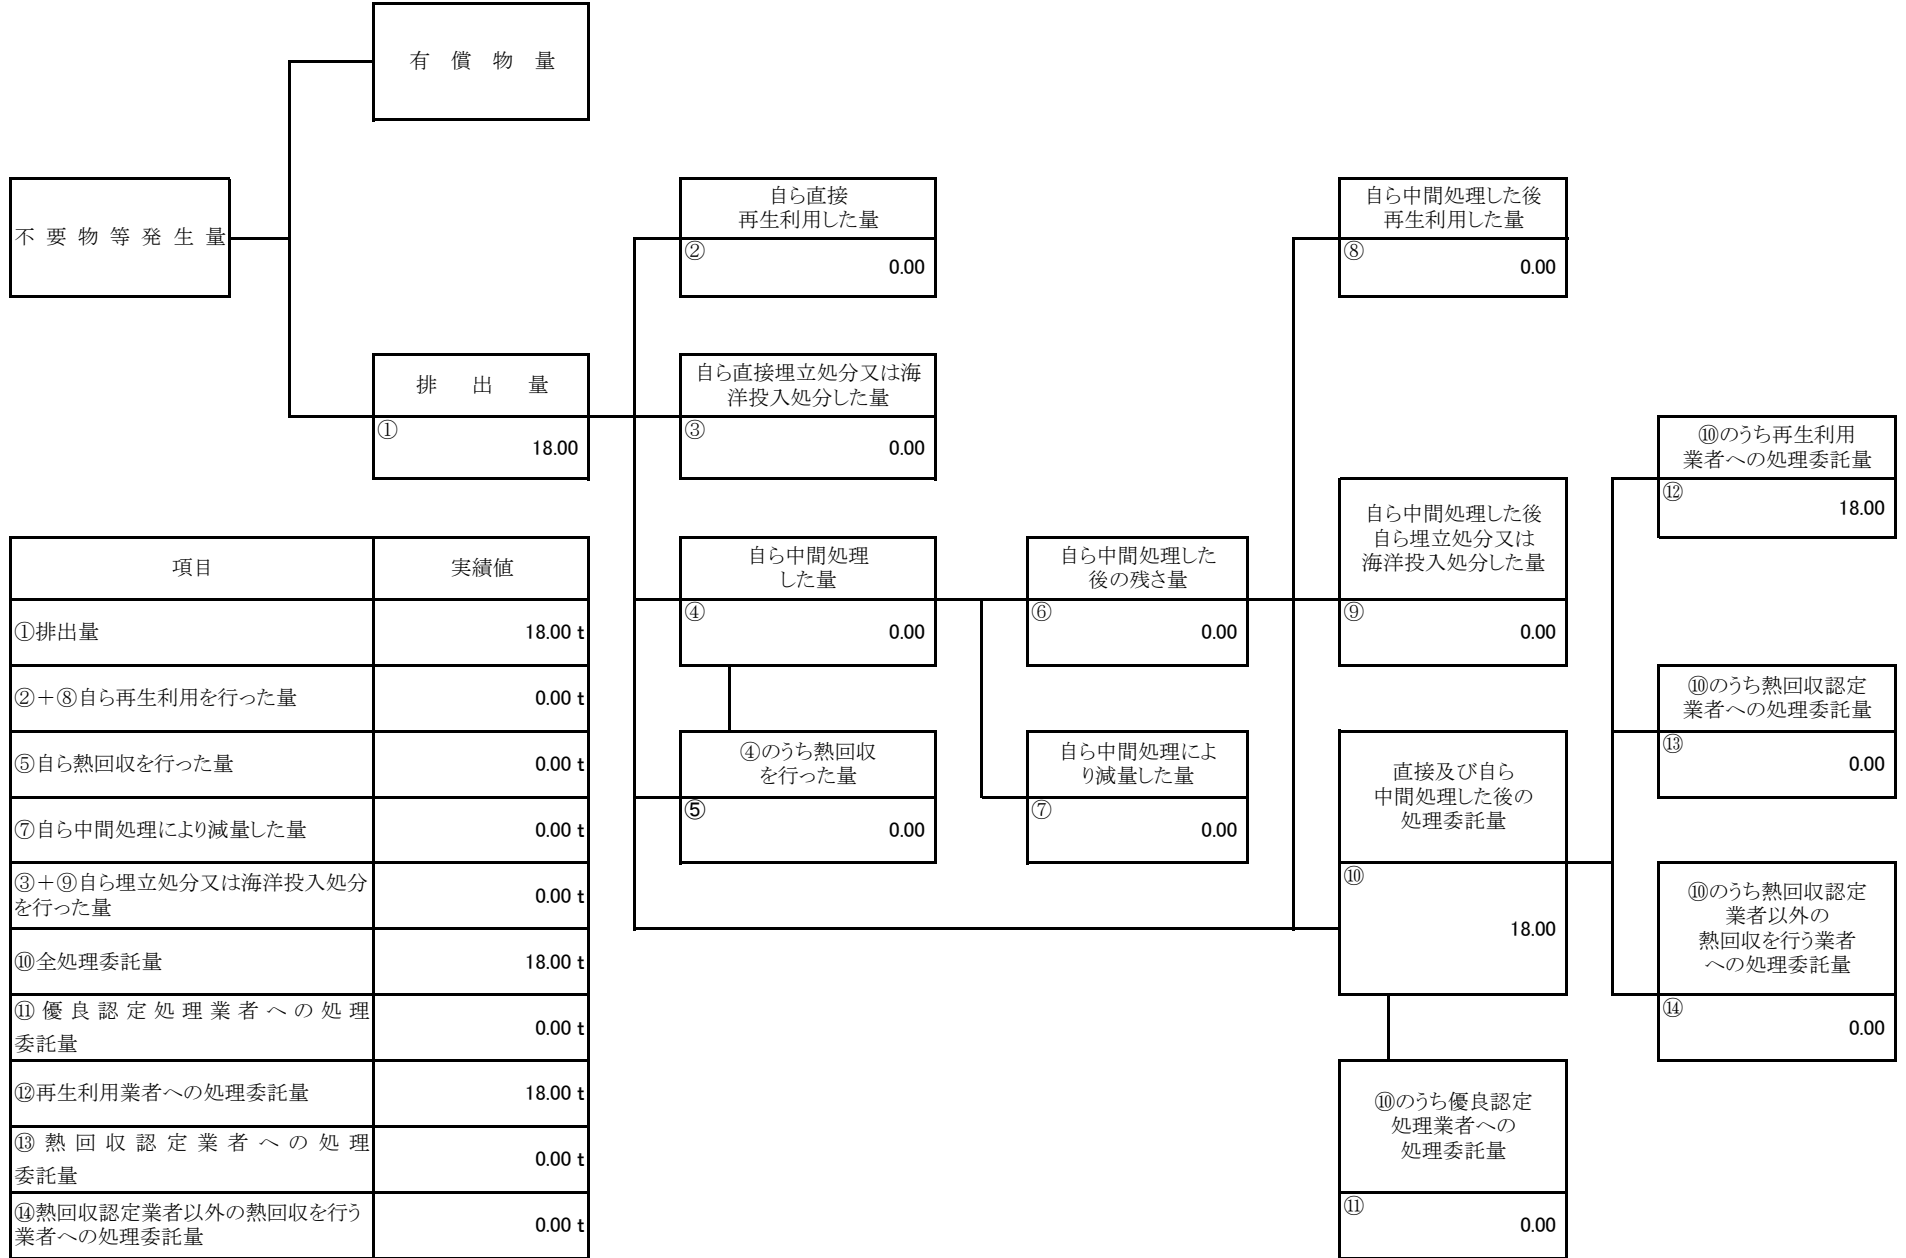 有償物量
不要物等発生量
排出量
①
18.00
自ら直接
再生利用した量
②
0.00
自ら直接埋立処分又は海
洋投入処分した量
③
0.00
自ら中間処理
した量
④
0.00
④のうち熱回収
を行った量
⑤
0.00
自ら中間処理した
後の残さ量
⑥
0.00
自ら中間処理によ
り減量した量
⑦
0.00
自ら中間処理した後
再生利用した量
⑧
0.00
自ら中間処理した後
自ら埋立処分又は
海洋投入処分した量
⑨
0.00
直接及び自ら
中間処理した後の
処理委託量
⑩
18.00
⑩のうち優良認定
処理業者への
処理委託量
⑪
0.00
⑩のうち再生利用
業者への処理委託量
⑫
18.00
⑩のうち熱回収認定
業者への処理委託量
⑬
0.00
⑩のうち熱回収認定
業者以外の
熱回収を行う業者
への処理委託量
⑭
0.00
項目 実績値
①排出量 18.00 t
②+⑧自ら再生利用を行った量 0.00 t
⑤自ら熱回収を行った量 0.00 t
⑦自ら中間処理により減量した量 0.00 t
③+⑨自ら埋立処分又は海洋投入処分
を行った量 0.00 t
⑩全処理委託量 18.00 t
⑪優良認定処理業者への処理
委託量 0.00 t
⑫再生利用業者への処理委託量 18.00 t
⑬熱回収認定業者への処理
委託量 0.00 t
⑭熱回収認定業者以外の熱回収を行う
業者への処理委託量 0.00 t